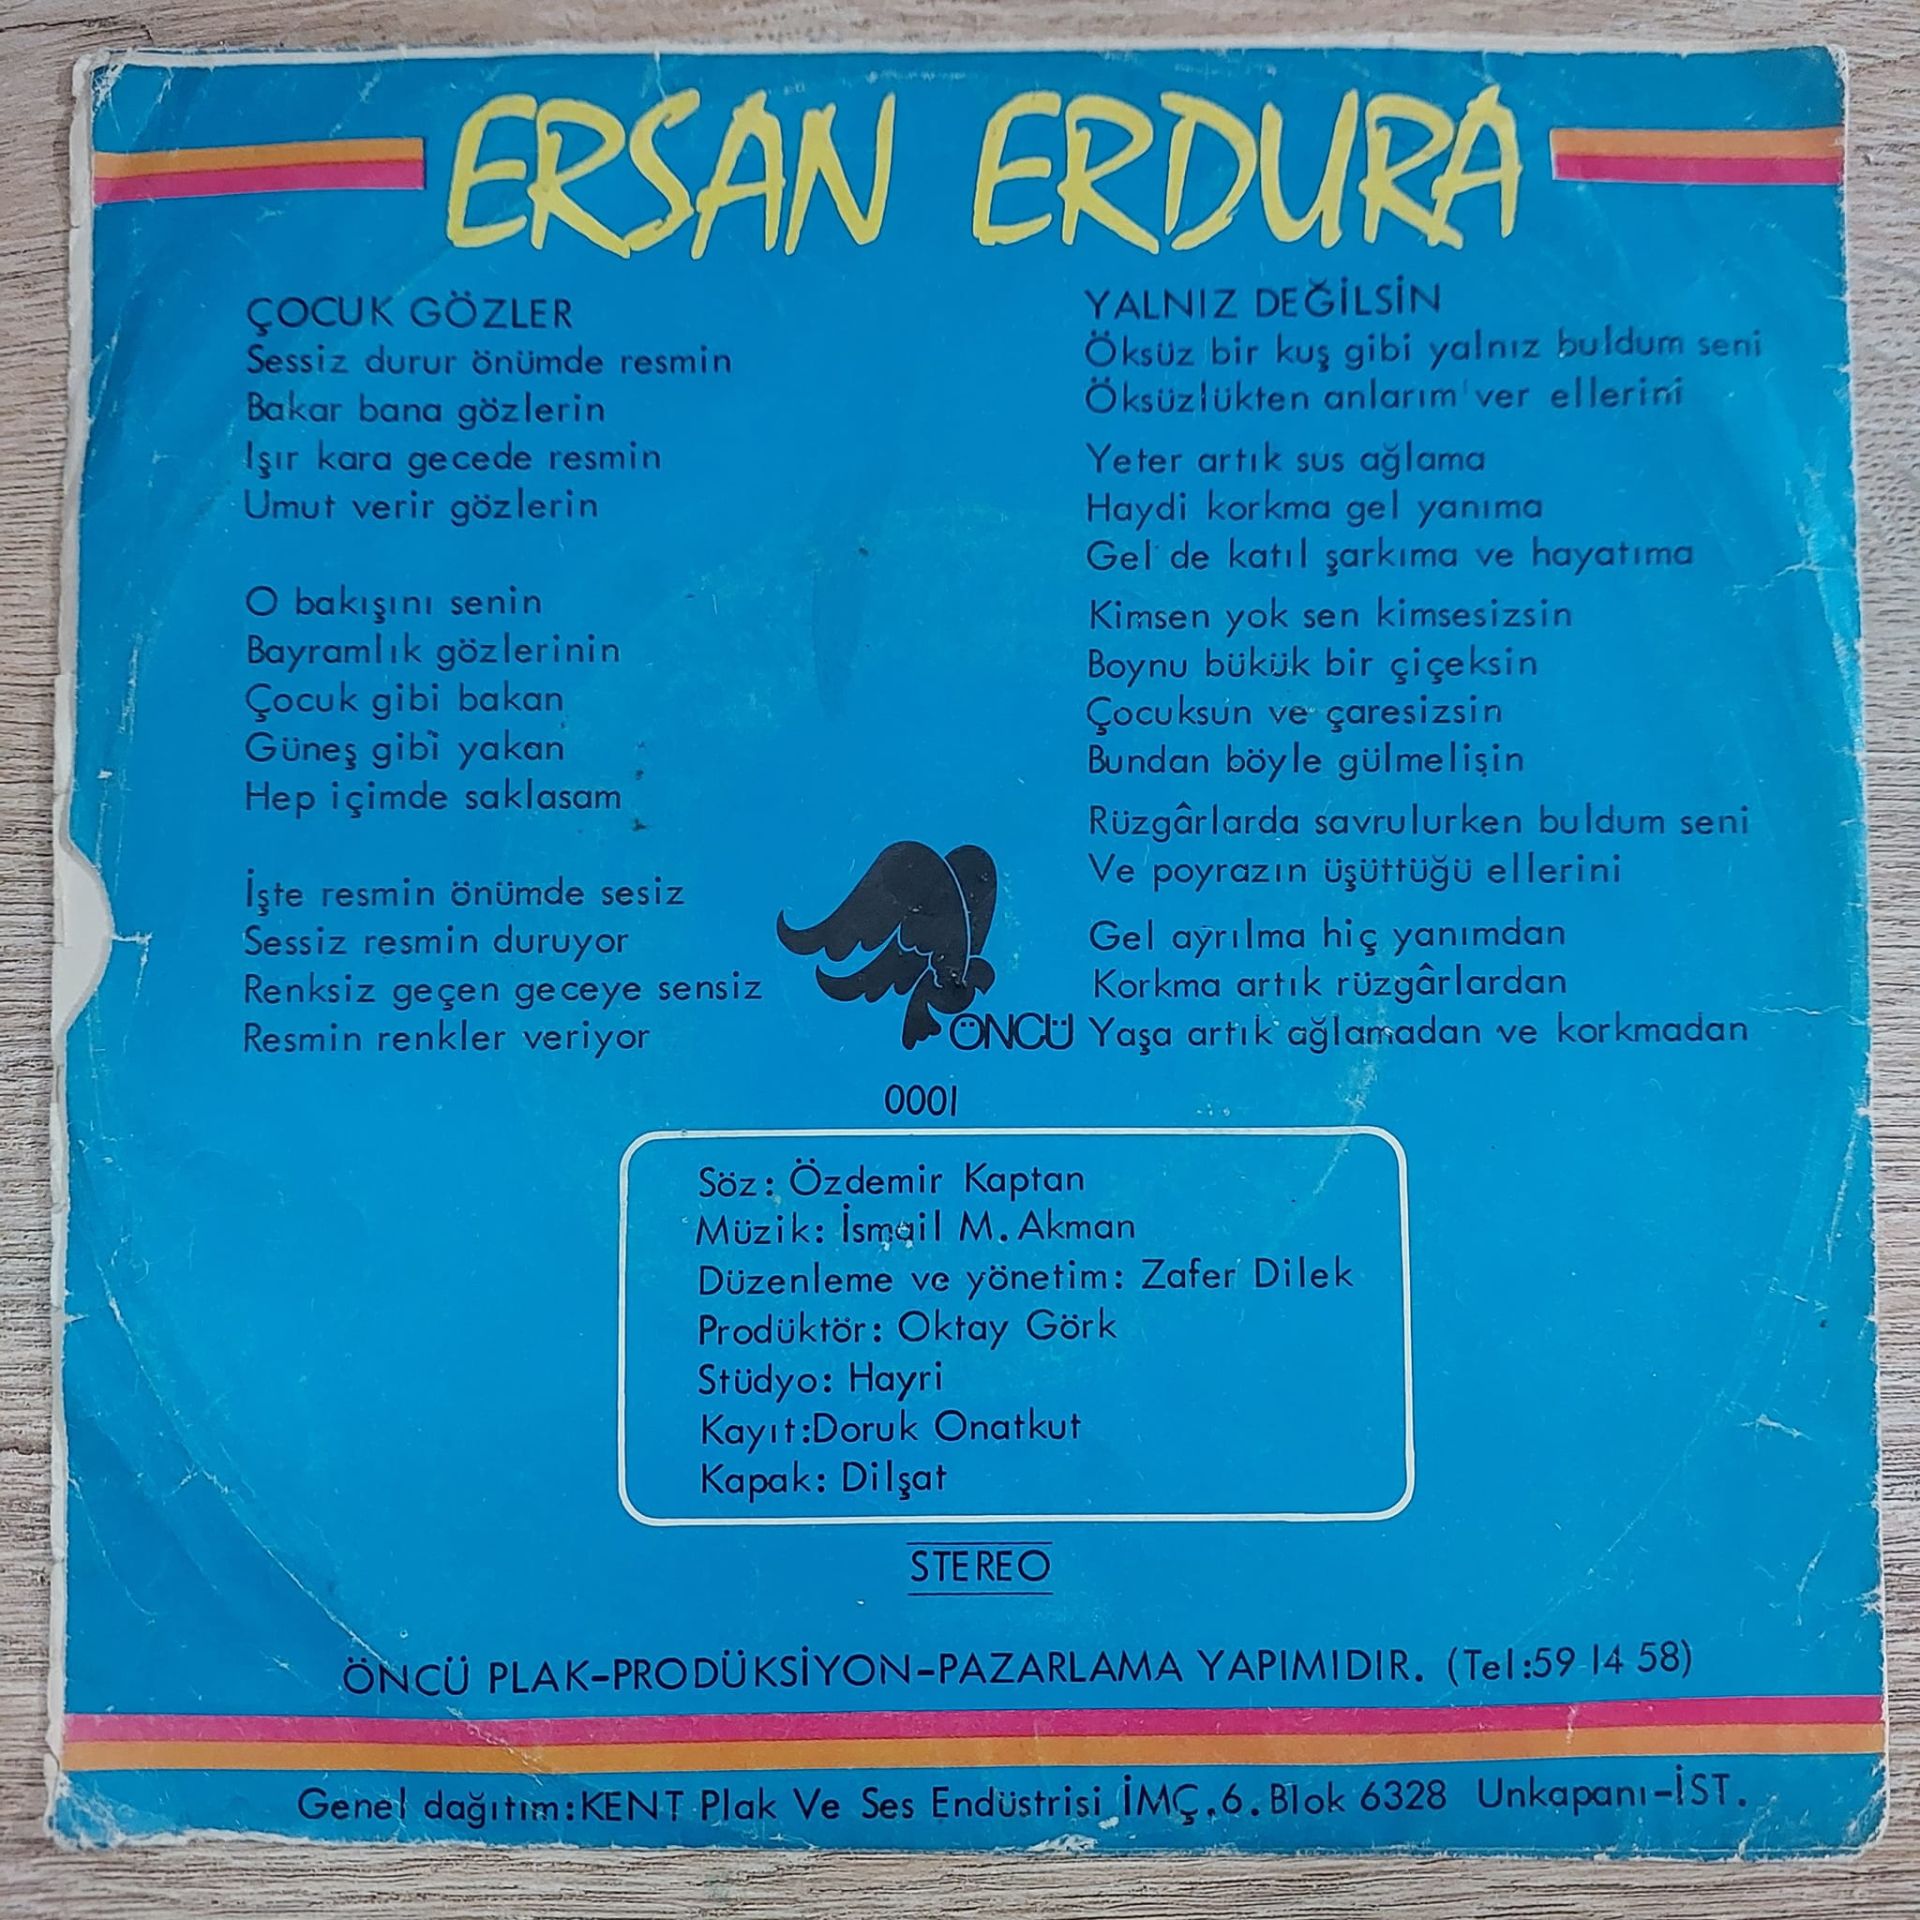 ERSAN ERDURA
ÇOCUK GÖZLER
Sessiz durur önümde resmin
Bakar bana gözlerin
Işır kara gecede resmin
Umut verir gözlerin
O bakışını senin
Bayramlık gözlerinin
Çocuk gibi bakan
Güneş gibi yakan
Hep içimde saklasam
İşte resmin önümde sesiz
Sessiz resmin duruyor
Renksiz geçen geceye sensiz
Resmin renkler veriyor
YALNIZ DEĞİLSİN
Öksüz bir kuş gibi yalnız buldum seni
Öksüzlükten anlarım ver ellerini
Yeter artık sus ağlama
Haydi korkma gel yanıma
Gel de katıl şarkıma ve hayatıma
Kimsen yok sen kimsesizsin
Boynu bükük bir çiçeksin
Çocuksun ve çaresizsin
Bundan böyle gülmelişin
Rüzgârlarda savrulurken buldum seni
Ve poyrazın üşüttüğü ellerini
Gel ayrılma hiç yanımdan
Korkma artık rüzgârlardan
Yaşa artık ağlamadan ve korkmadan
ÖNCÜ
0001
Söz: Özdemir Kaptan
Müzik: İsmail M. Akman
Düzenleme ve yönetim: Zafer Dilek
Prodüktör: Oktay Görk
Stüdyo: Hayri
Kayıt:Doruk Onatkut
Kapak: Dilşat
STEREO
ÖNCÜ PLAK-PRODÜKSİYON-PAZARLAMA YAPIMIDIR. (Tel:59 14 58)
Genel dağıtım:KENT Plak Ve Ses Endüstrisi İMÇ.6. Blok 6328 Unkapanı-İST.